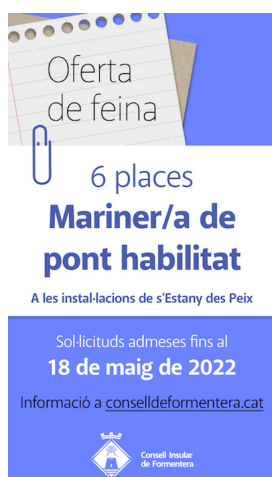 Oferta
de feina
6 places
Mariner/a de
pont habilitat
A les instal·lacions de s'Estany des Peix
Sol·licituds admeses fins al
18 de maig de 2022
Informació a conselldeformentera.cat
Consell Insular
de Formentera